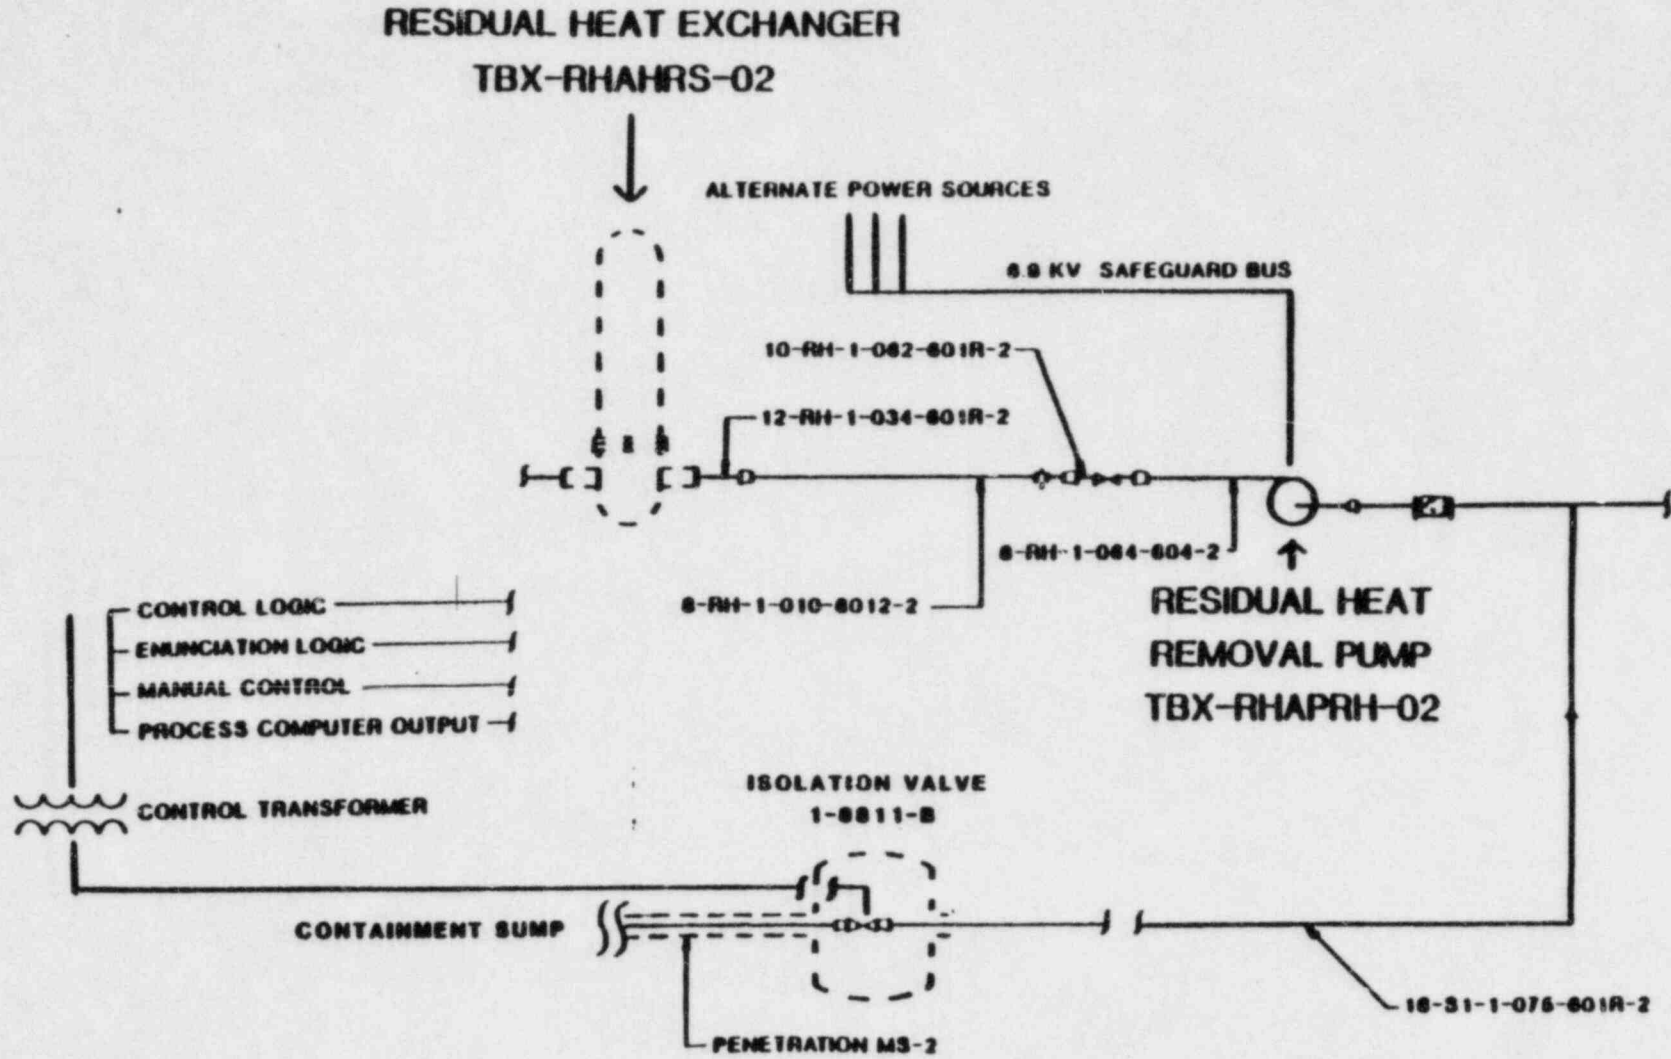 RESIDUAL HEAT EXCHANGER
TBX-RHAHRS-02
ALTERNATE POWER SOURCES
6.9 KV SAFEGUARD BUS
10-RH-1-062-601R-2
12-RH-1-034-601R-2
8-RH-1-064-604-2
8-RH-1-010-6012-2
RESIDUAL HEAT
REMOVAL PUMP
TBX-RHAPRH-02
CONTROL LOGIC
ENUNCIATION LOGIC
MANUAL CONTROL
PROCESS COMPUTER OUTPUT
CONTROL TRANSFORMER
ISOLATION VALVE
1-8811-B
CONTAINMENT SUMP
16-SI-1-075-601R-2
PENETRATION MS-2